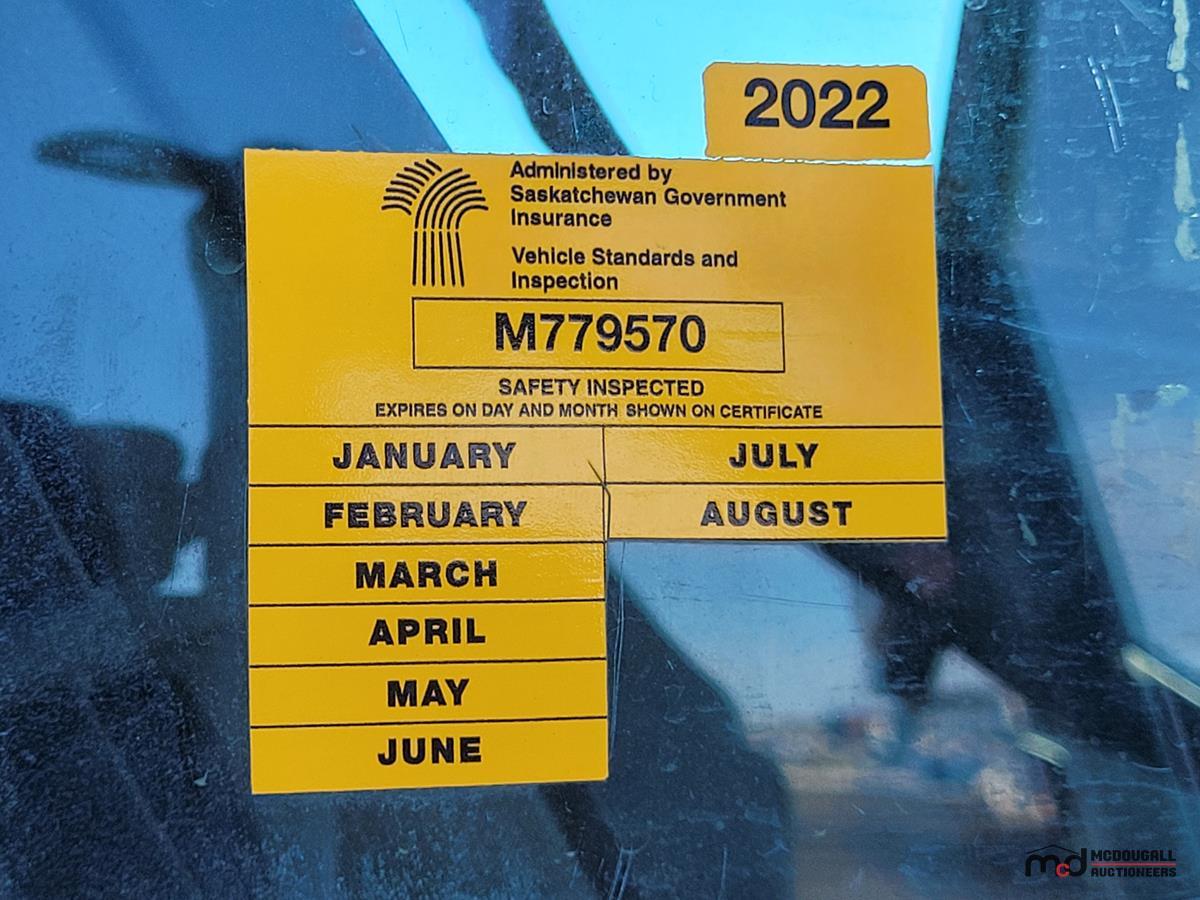 2022
Administered by
Saskatchewan Government
Insurance
Vehicle Standards and
Inspection
M779570
SAFETY INSPECTED
EXPIRES ON DAY AND MONTH SHOWN ON CERTIFICATE
JANUARY JULY
FEBRUARY AUGUST
MARCH
APRIL
MAY
JUNE
mcd MCDOUGALL
AUCTIONEERS